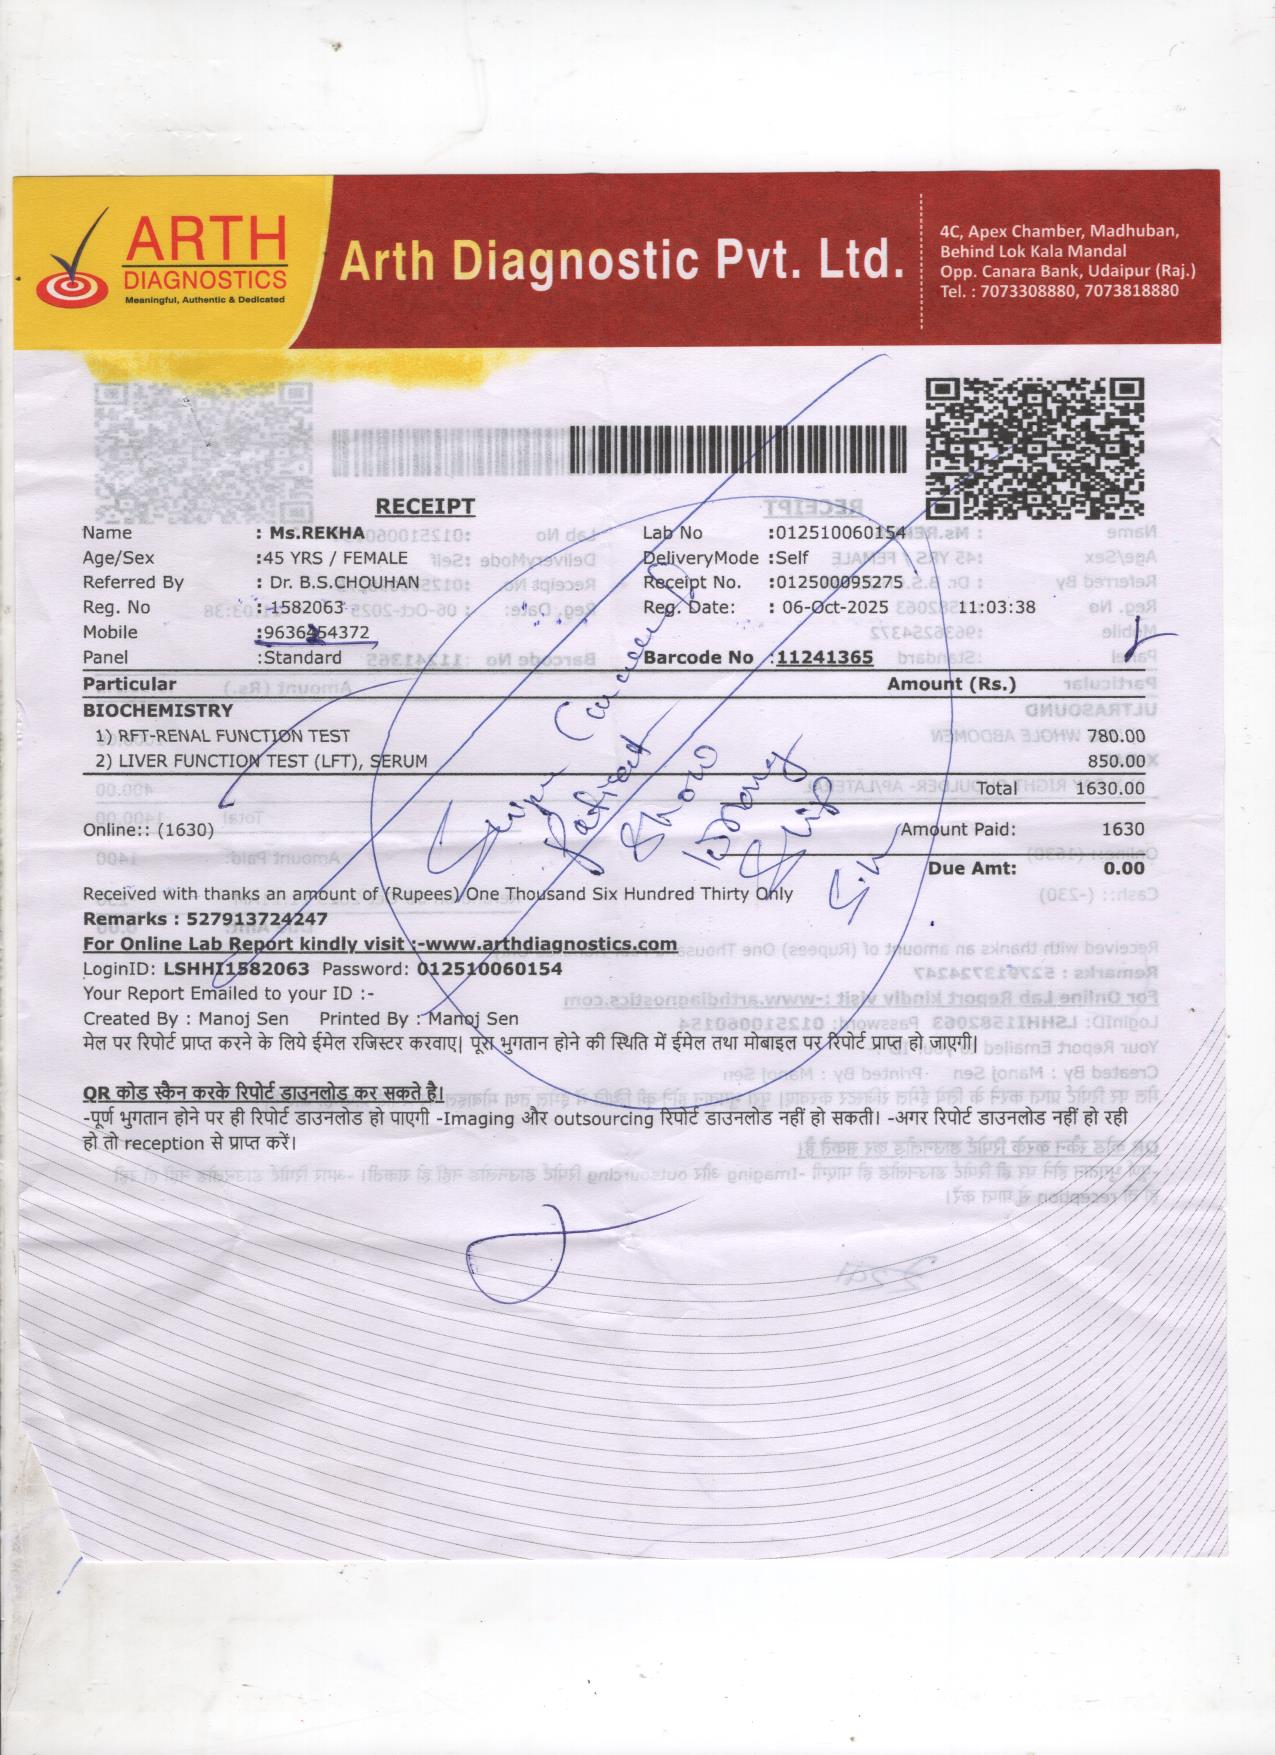 ARTH
DIAGNOSTICS
Meaningful, Authentic & Dedicated
Arth Diagnostic Pvt. Ltd.
4C, Apex Chamber, Madhuban,
Behind Lok Kala Mandal
Opp. Canara Bank, Udaipur (Raj.)
Tel. : 7073308880, 7073818880
RECEIPT
Name : Ms.REKHA Lab No :012510060154
Age/Sex :45 YRS / FEMALE DeliveryMode :Self
Referred By : Dr. B.S.CHOUHAN Receipt No. :012500095275
Reg. No : 1582063 Reg. Date: : 06-Oct-2025 11:03:38
Mobile
Panel :Standard Barcode No :11241365
Particular Amount (Rs.)
BIOCHEMISTRY
1) RFT-RENAL FUNCTION TEST 780.00
2) LIVER FUNCTION TEST (LFT), SERUM 850.00
Total 1630.00
Online:: (1630) Amount Paid: 1630
Due Amt: 0.00
Received with thanks an amount of (Rupees) One Thousand Six Hundred Thirty Only
Remarks : 527913724247
For Online Lab Report kindly visit :-www.arthdiagnostics.com
LoginID: LSHHI1582063 Password: 012510060154
Your Report Emailed to your ID :-
Created By : Manoj Sen Printed By : Manoj Sen
मेल पर रिपोर्ट प्राप्त करने के लिये ईमेल रजिस्टर करवाए| पूरा भुगतान होने की स्थिति में ईमेल तथा मोबाइल पर रिपोर्ट प्राप्त हो जाएगी|
QR कोड स्कैन करके रिपोर्ट डाउनलोड कर सकते है।
-पूर्ण भुगतान होने पर ही रिपोर्ट डाउनलोड हो पाएगी -Imaging और outsourcing रिपोर्ट डाउनलोड नहीं हो सकती। -अगर रिपोर्ट डाउनलोड नहीं हो रही
हो तो reception से प्राप्त करें।
Cancelled
Patient
Show
Wrong
Slip
Sir